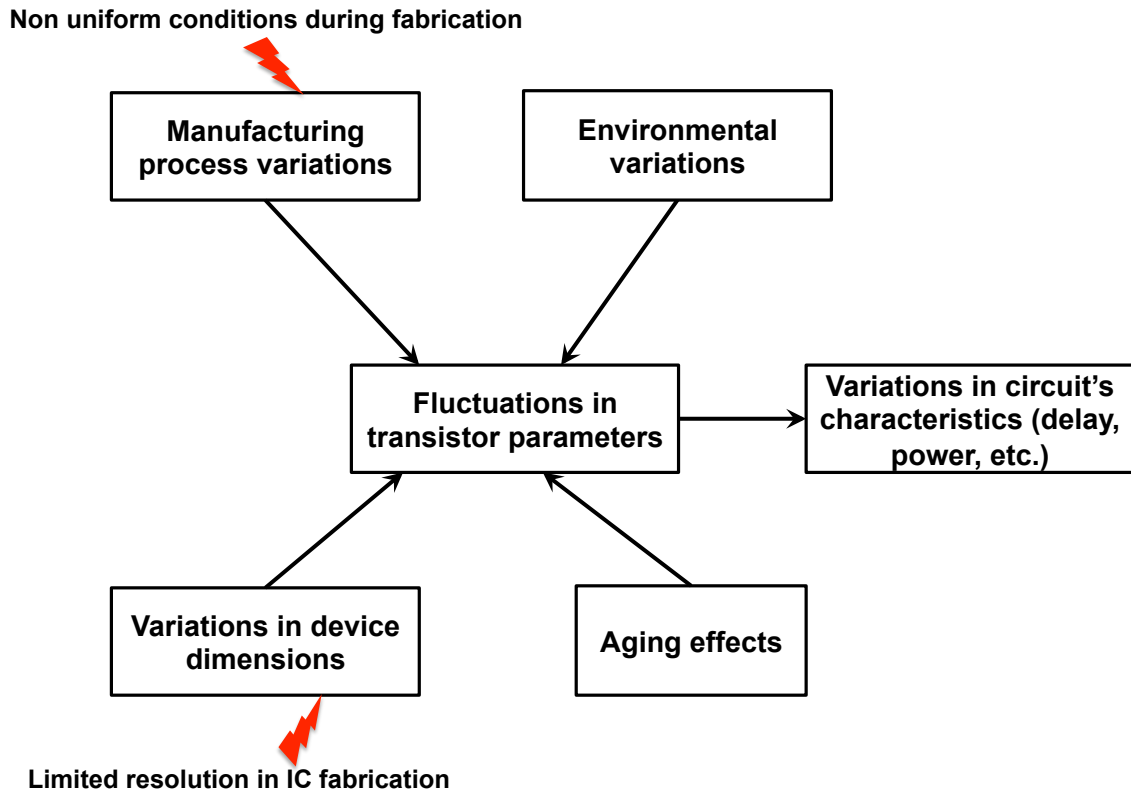 Non uniform conditions during fabrication
Manufacturing
process variations
Environmental
variations
Fluctuations in
transistor parameters
Variations in circuit’s
characteristics (delay,
power, etc.)
Variations in device
dimensions
Aging effects
Limited resolution in IC fabrication